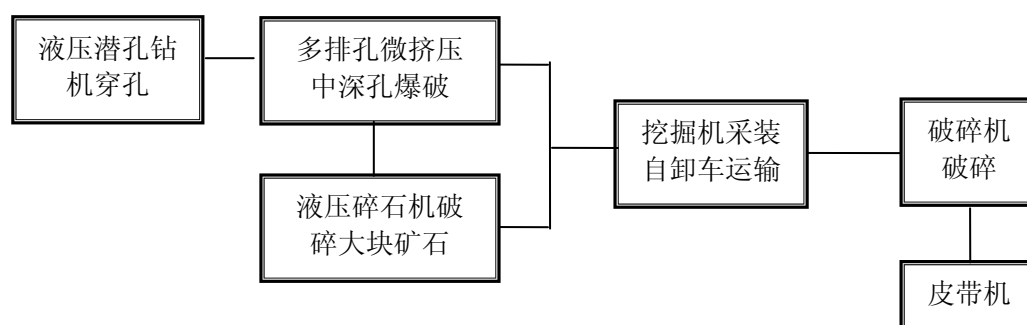 液压潜孔钻
机穿孔
多排孔微挤压
中深孔爆破
液压碎石机破
碎大块矿石
挖掘机采装
自卸车运输
破碎机
破碎
皮带机